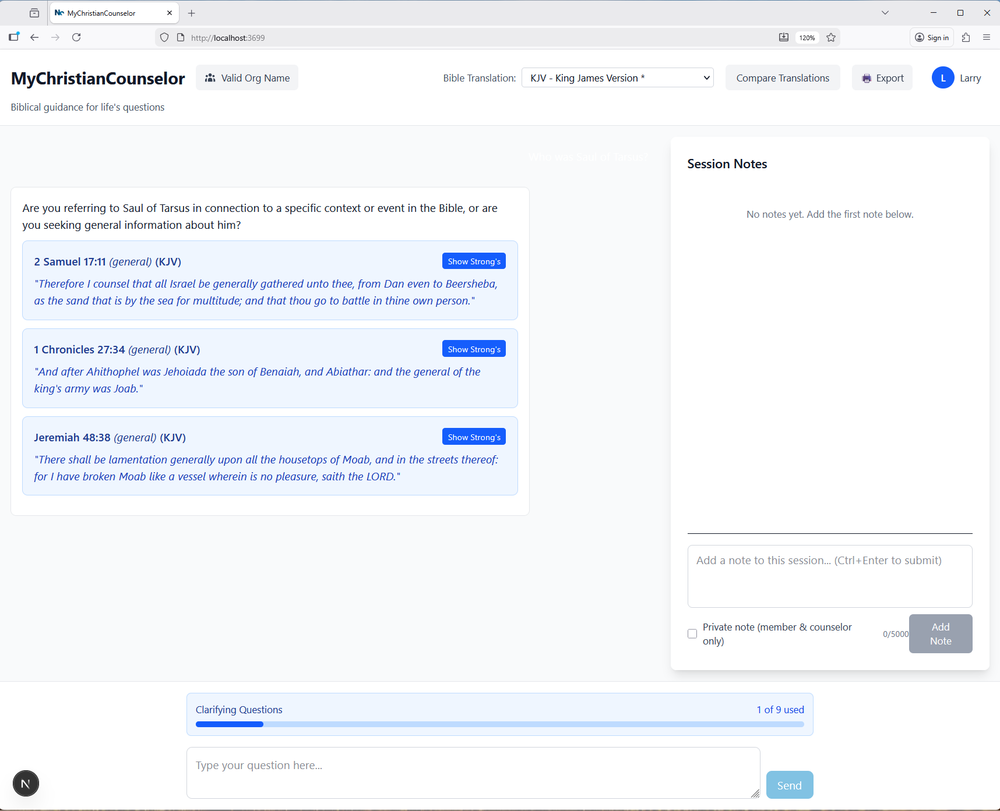 MyChristianCounselor
http://localhost:3699
120%
Sign in
MyChristianCounselor
Valid Org Name
Bible Translation:
KJV - King James Version *
Compare Translations
Export
L
Larry
Biblical guidance for life's questions
Who was Saul of Tarsus?
Are you referring to Saul of Tarsus in connection to a specific context or event in the Bible, or are
you seeking general information about him?
2 Samuel 17:11 (general) (KJV)
Show Strong's
"Therefore I counsel that all Israel be generally gathered unto thee, from Dan even to Beersheba,
as the sand that is by the sea for multitude; and that thou go to battle in thine own person."
1 Chronicles 27:34 (general) (KJV)
Show Strong's
"And after Ahithophel was Jehoiada the son of Benaiah, and Abiathar: and the general of the
king's army was Joab."
Jeremiah 48:38 (general) (KJV)
Show Strong's
"There shall be lamentation generally upon all the housetops of Moab, and in the streets thereof:
for I have broken Moab like a vessel wherein is no pleasure, saith the LORD."
Session Notes
No notes yet. Add the first note below.
Add a note to this session... (Ctrl+Enter to submit)
Private note (member & counselor
only)
0/5000
Add
Note
Clarifying Questions
1 of 9 used
Type your question here...
Send
N